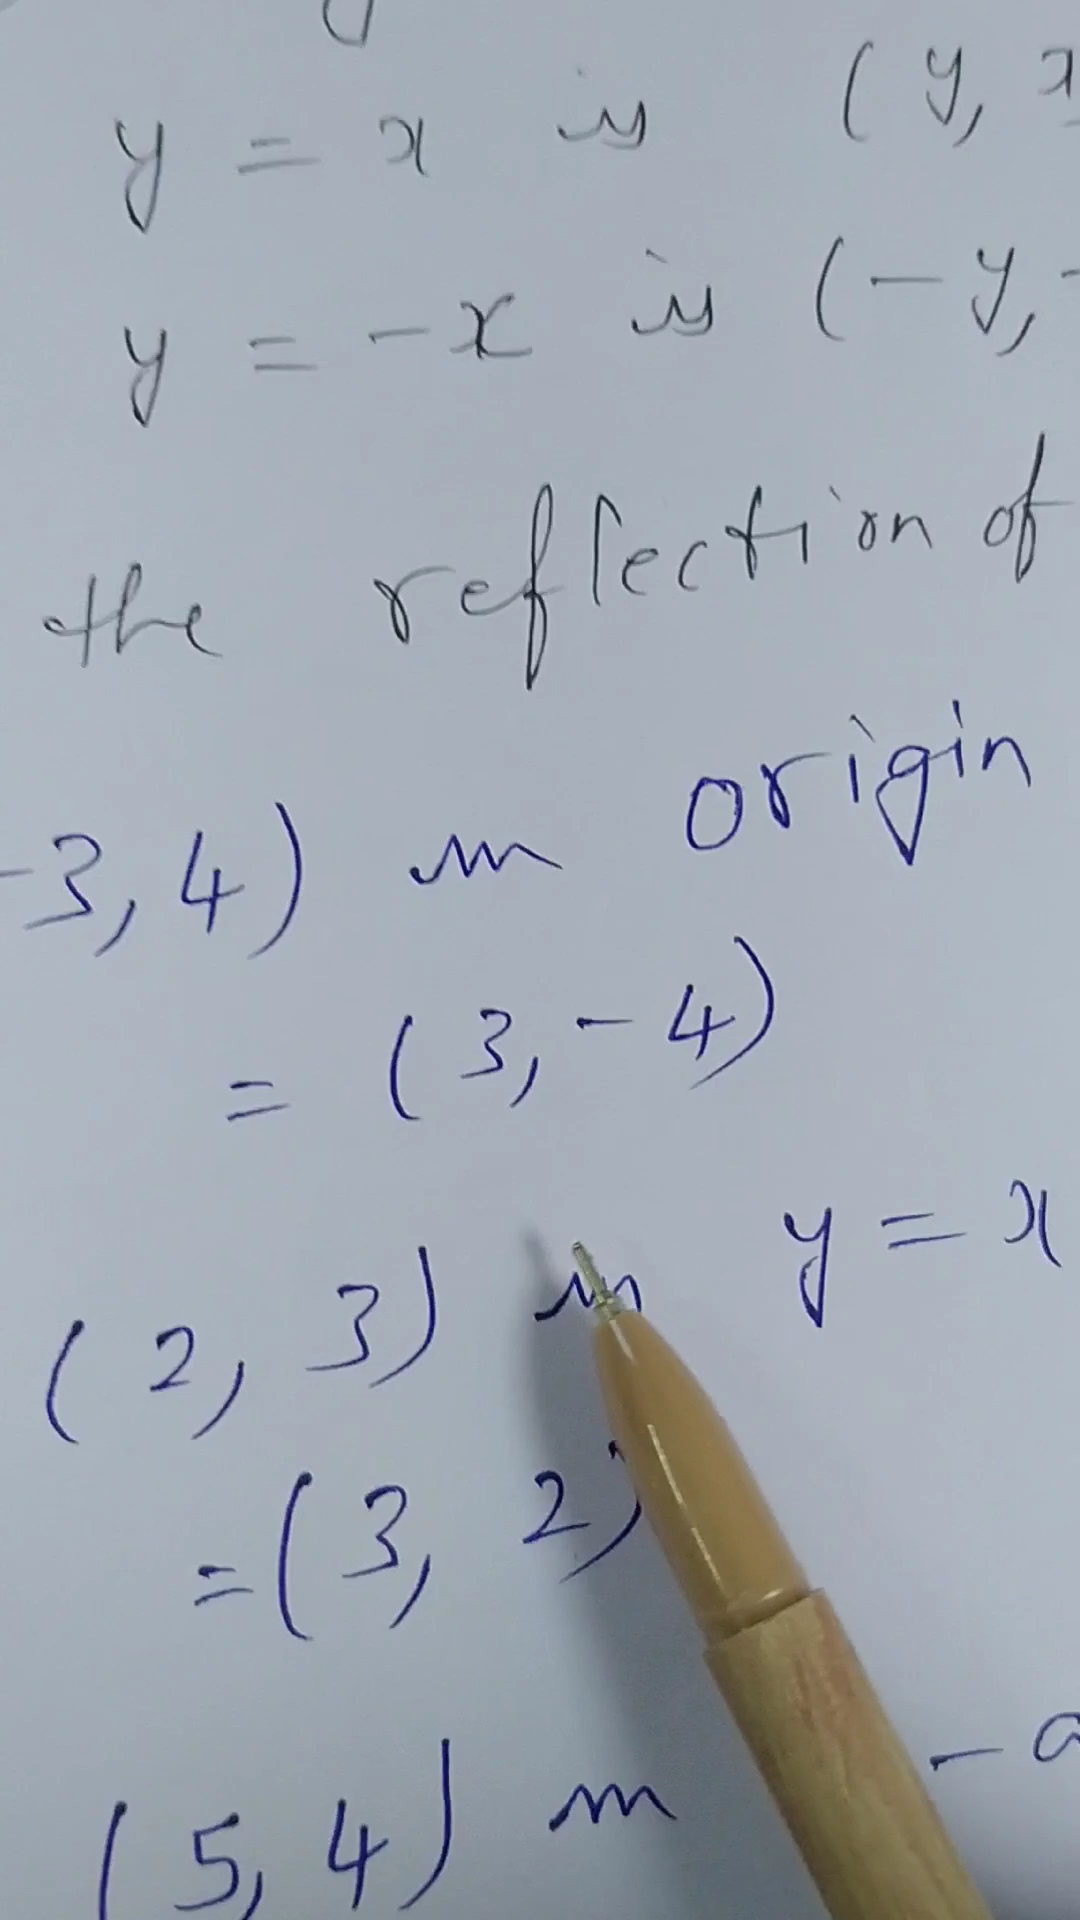 y = x is (y, x
y = -x is (-y, -
the reflection of
-3, 4) in origin
= (3, -4)
(2, 3) in y = x
= (3, 2)
(5, 4) in -